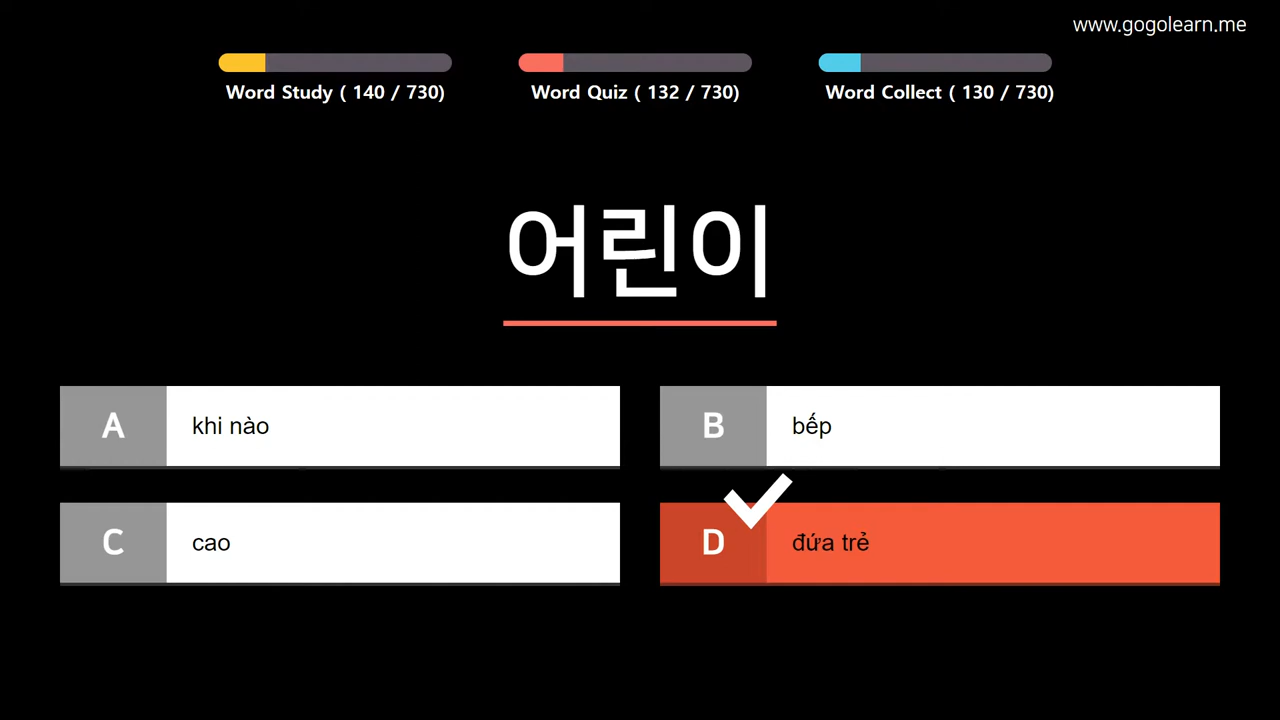 www.gogolearn.me
Word Study ( 140 / 730)
Word Quiz ( 132 / 730)
Word Collect ( 130 / 730)
어린이
A khi nào
B bếp
C cao
D đứa trẻ